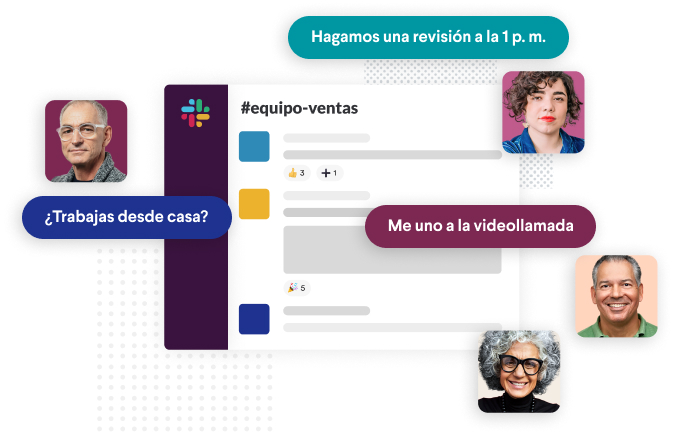 Hagamos una revisión a la 1 p. m.
#equipo-ventas
3
1
¿Trabajas desde casa?
Me uno a la videollamada
5